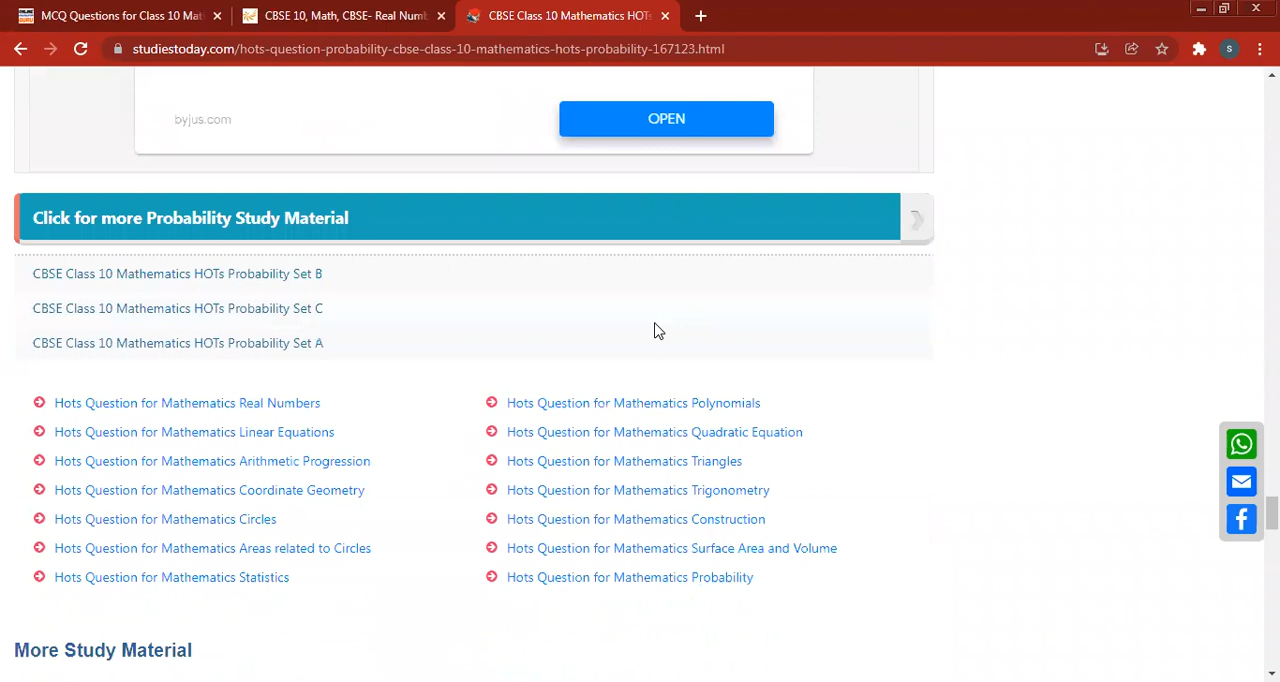 MCQ Questions for Class 10 Mat
CBSE 10, Math, CBSE- Real Numb
CBSE Class 10 Mathematics HOTs
studiestoday.com/hots-question-probability-cbse-class-10-mathematics-hots-probability-167123.html
S
byjus.com
OPEN
Click for more Probability Study Material
CBSE Class 10 Mathematics HOTs Probability Set B
CBSE Class 10 Mathematics HOTs Probability Set C
CBSE Class 10 Mathematics HOTs Probability Set A
Hots Question for Mathematics Real Numbers
Hots Question for Mathematics Polynomials
Hots Question for Mathematics Linear Equations
Hots Question for Mathematics Quadratic Equation
Hots Question for Mathematics Arithmetic Progression
Hots Question for Mathematics Triangles
Hots Question for Mathematics Coordinate Geometry
Hots Question for Mathematics Trigonometry
Hots Question for Mathematics Circles
Hots Question for Mathematics Construction
Hots Question for Mathematics Areas related to Circles
Hots Question for Mathematics Surface Area and Volume
Hots Question for Mathematics Statistics
Hots Question for Mathematics Probability
More Study Material